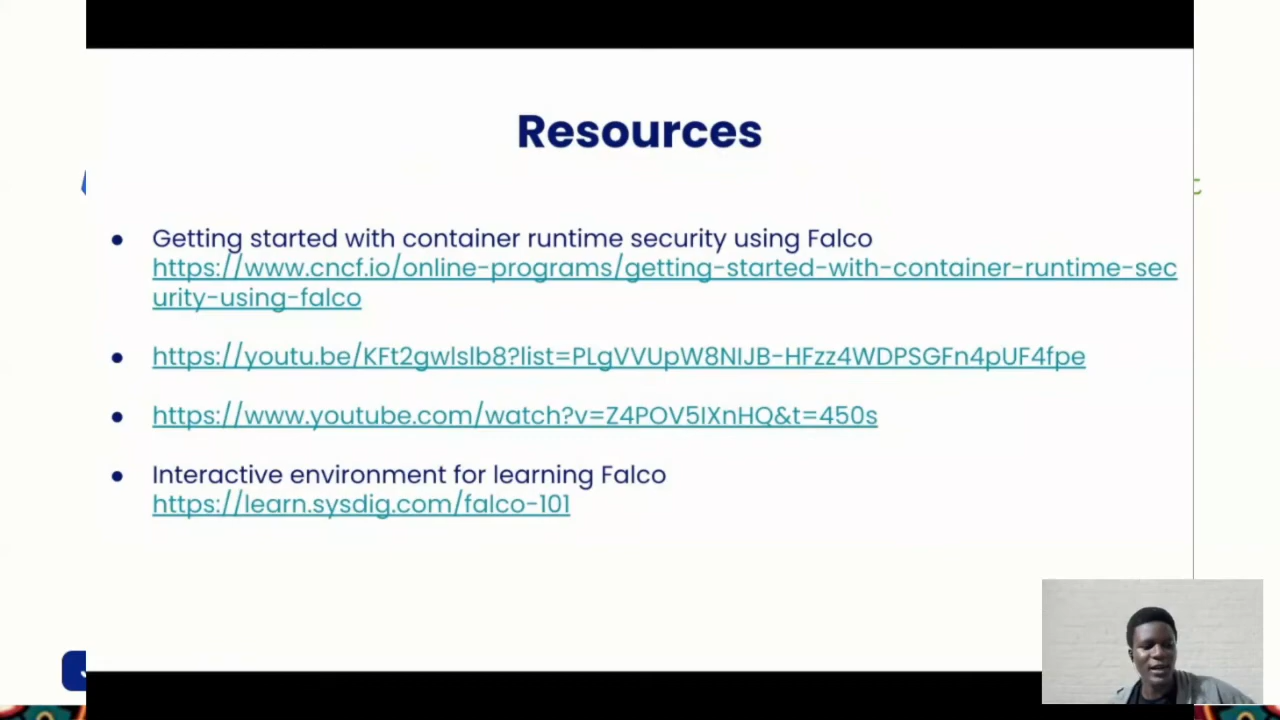 Resources
● Getting started with container runtime security using Falco
https://www.cncf.io/online-programs/getting-started-with-container-runtime-sec
urity-using-falco
● https://youtu.be/KFt2gwlslb8?list=PLgVVUpW8NIJB-HFzz4WDPSGFn4pUF4fpe
● https://www.youtube.com/watch?v=Z4POV5IXnHQ&t=450s
● Interactive environment for learning Falco
https://learn.sysdig.com/falco-101